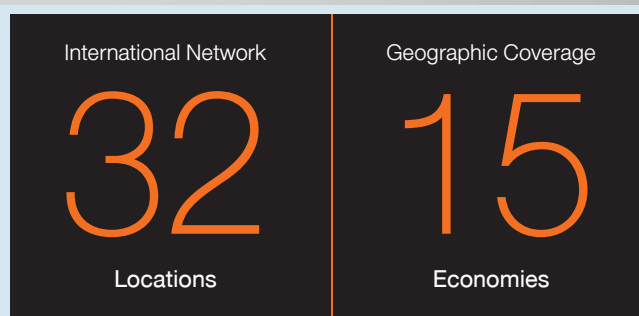 International Network
32
Locations
Geographic Coverage
15
Economies